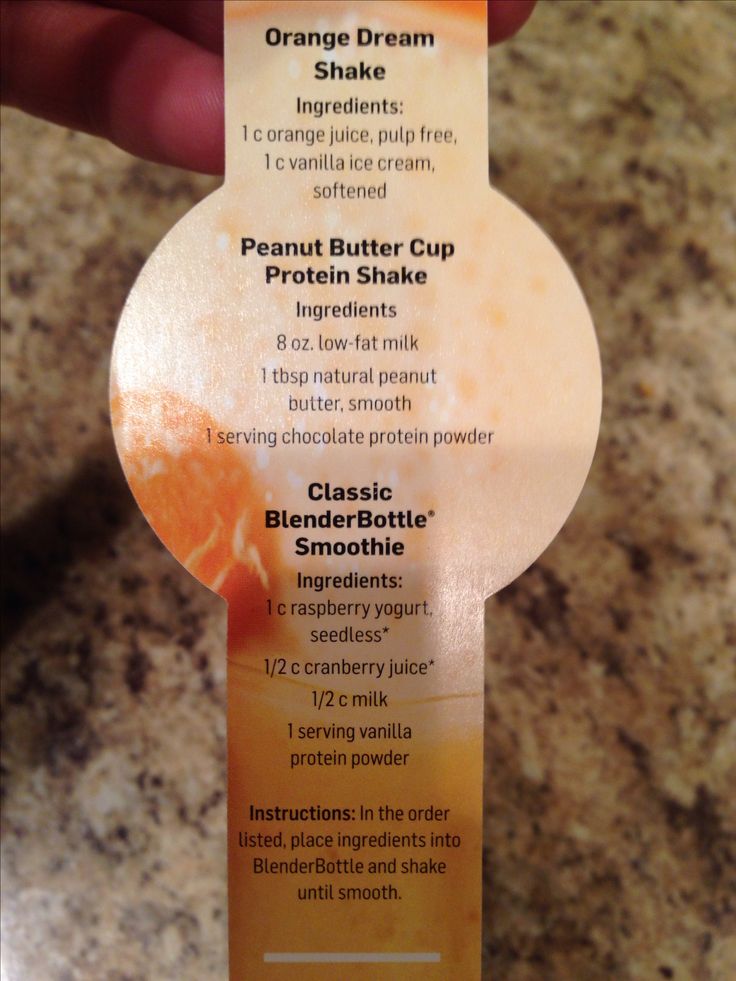 Orange Dream
Shake
Ingredients:
1 c orange juice, pulp free,
1 c vanilla ice cream,
softened
Peanut Butter Cup
Protein Shake
Ingredients
8 oz. low-fat milk
1 tbsp natural peanut
butter, smooth
1 serving chocolate protein powder
Classic
BlenderBottle®
Smoothie
Ingredients:
1 c raspberry yogurt,
seedless*
1/2 c cranberry juice*
1/2 c milk
1 serving vanilla
protein powder
Instructions: In the order
listed, place ingredients into
BlenderBottle and shake
until smooth.